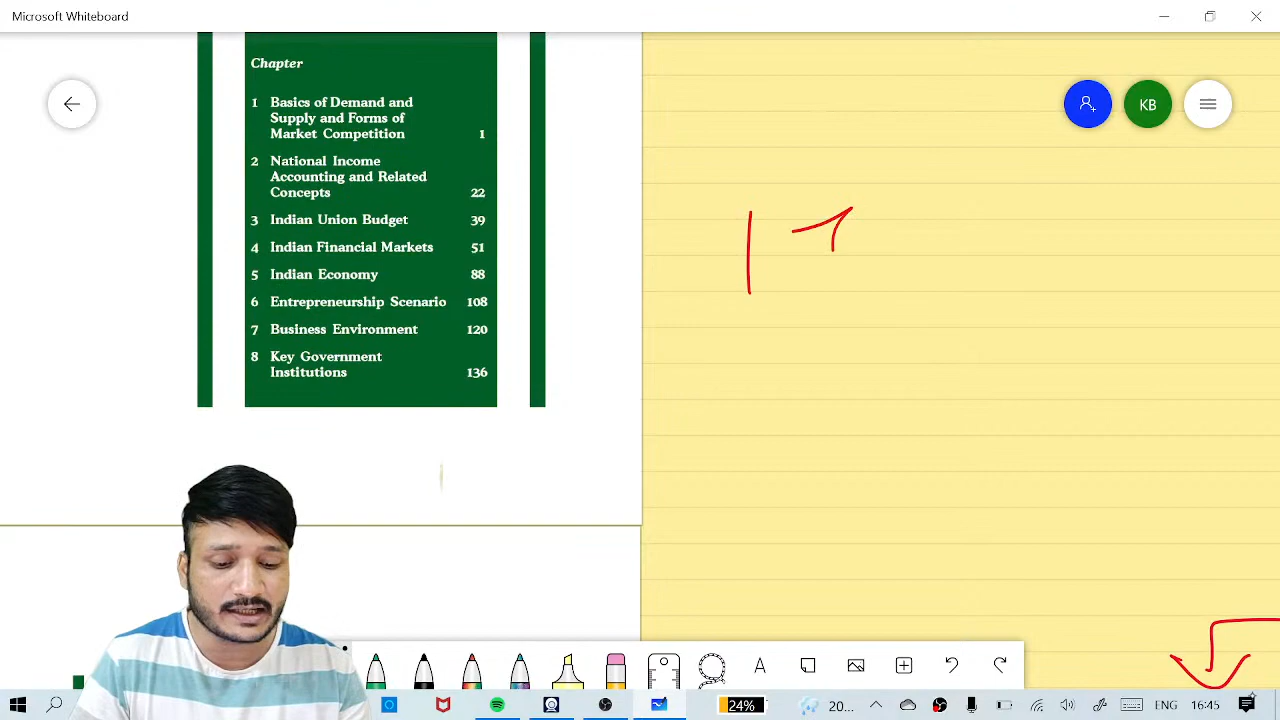 Microsoft Whiteboard
Chapter
1 Basics of Demand and
Supply and Forms of
Market Competition 1
2 National Income
Accounting and Related
Concepts 22
3 Indian Union Budget 39
4 Indian Financial Markets 51
5 Indian Economy 88
6 Entrepreneurship Scenario 108
7 Business Environment 120
8 Key Government
Institutions 136
KB
A
24%
20...
ENG
16:45